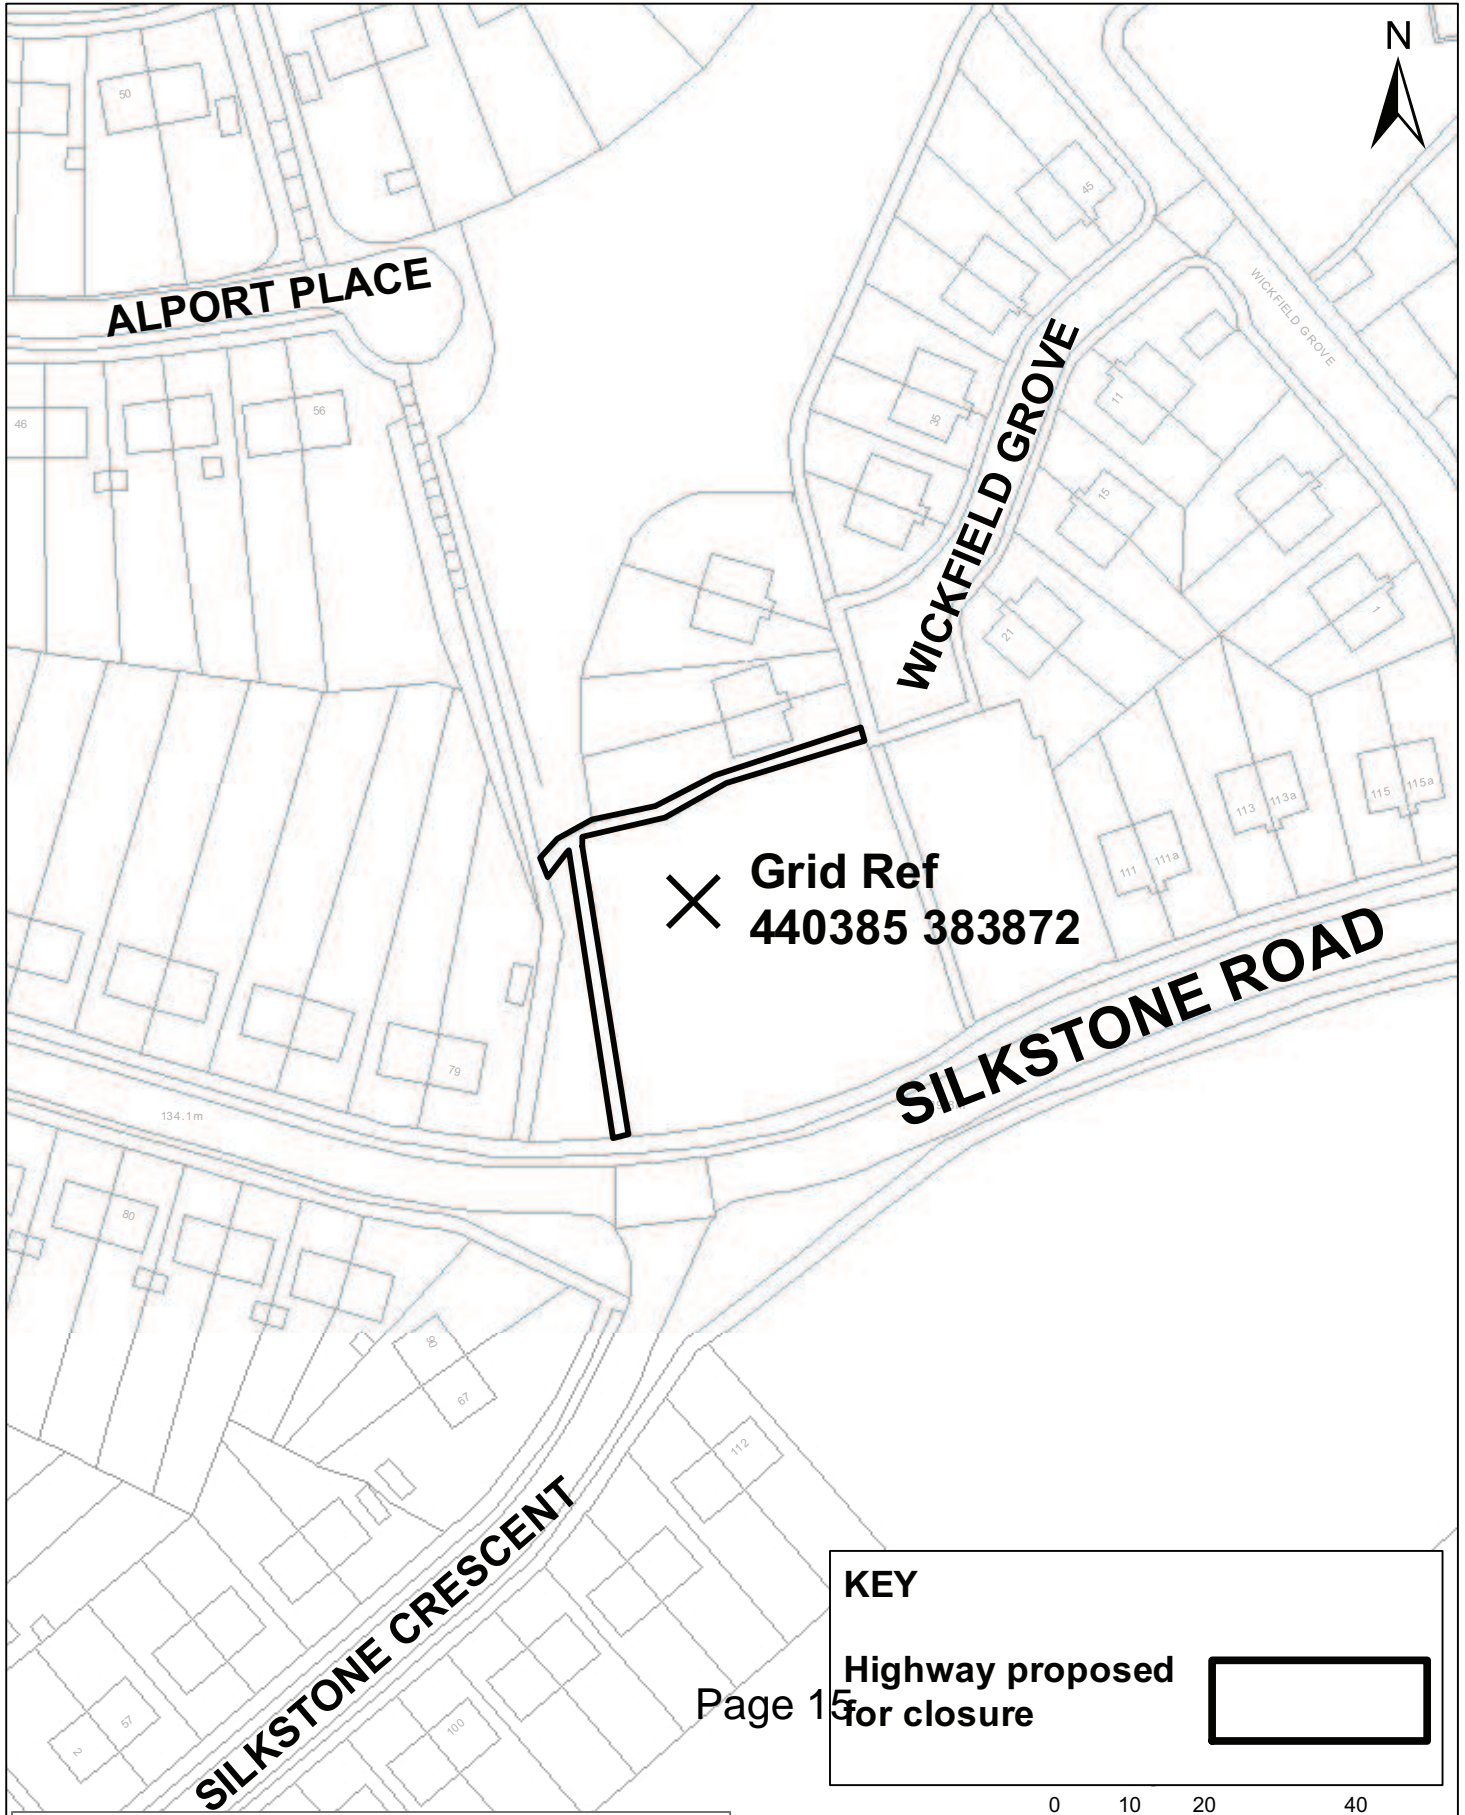 N
50
45
WICKFIELD GROVE
ALPORT PLACE
WICKFIELD GROVE
11
46
56
35
15
21
1
Grid Ref
440385 383872
115 115a
113 113a
111 111a
SILKSTONE ROAD
79
134.1m
80
90
67
112
SILKSTONE CRESCENT
57
2
100
KEY
Highway proposed
for closure
Page 15
0 10 20 40